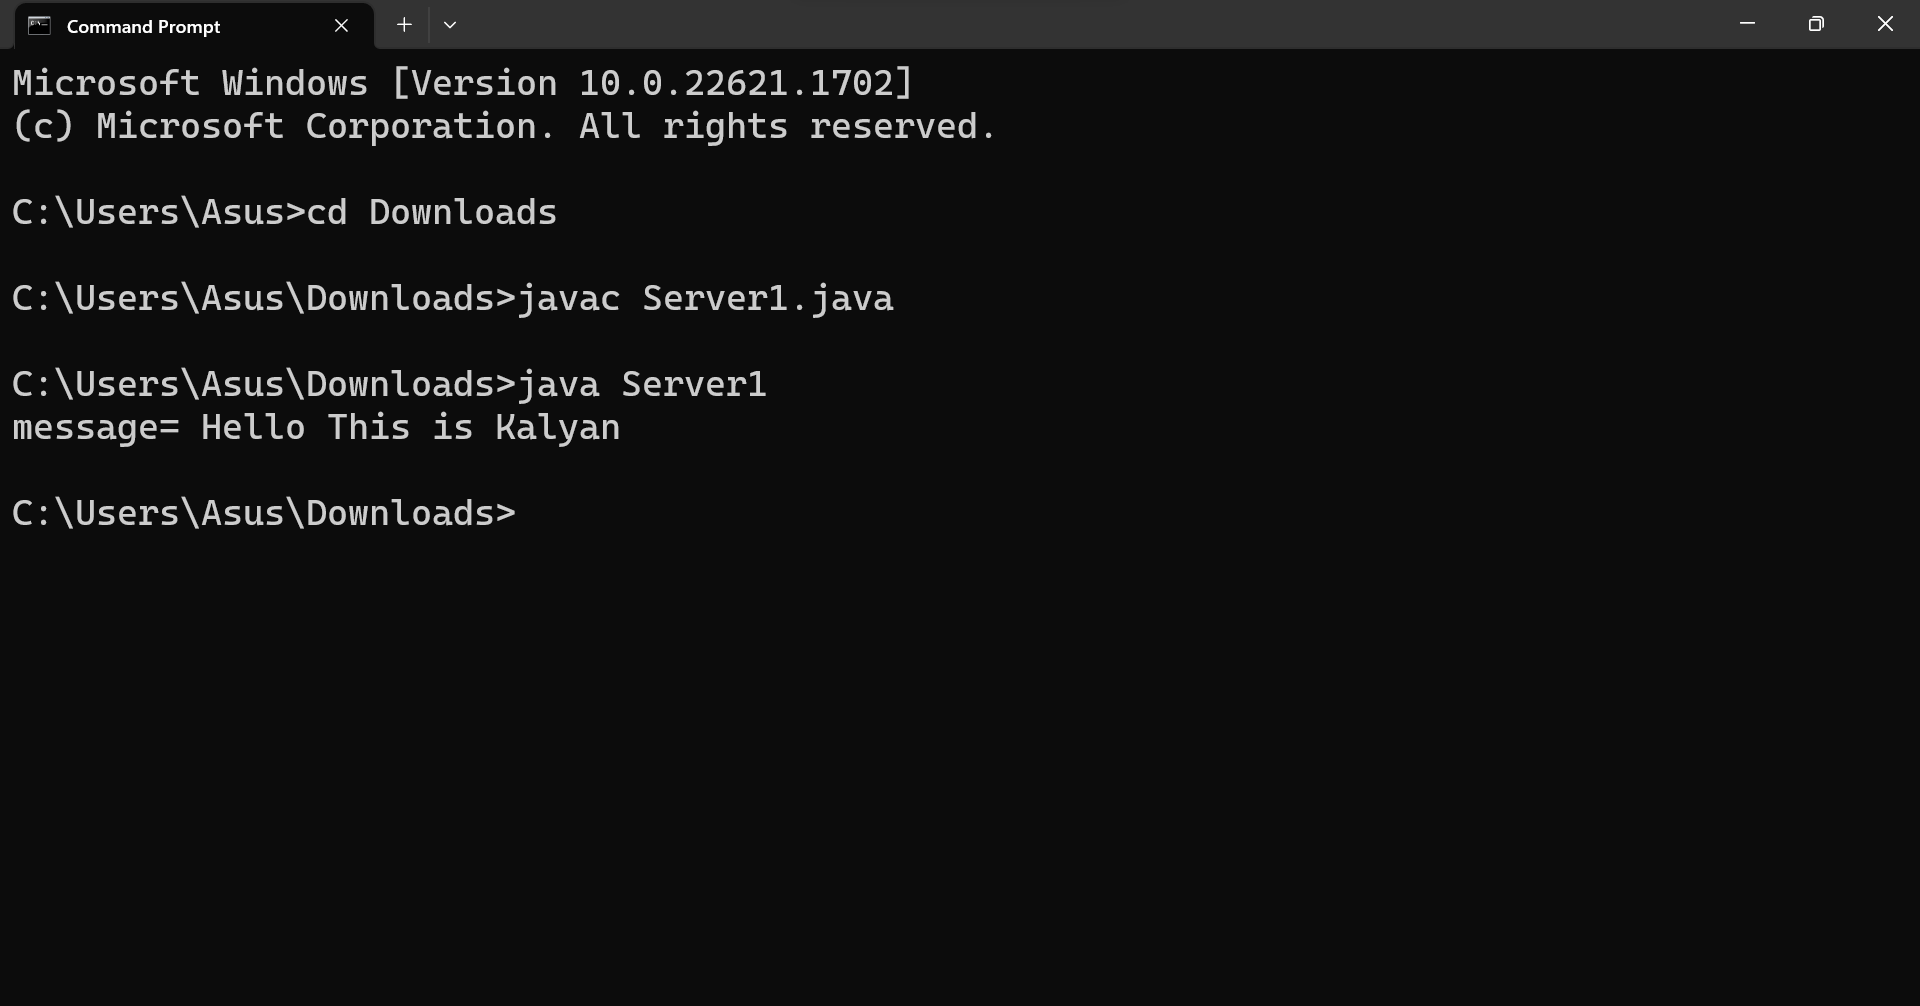 Command Prompt
Microsoft Windows [Version 10.0.22621.1702]
(c) Microsoft Corporation. All rights reserved.
C:\Users\Asus>cd Downloads
C:\Users\Asus\Downloads>javac Server1.java
C:\Users\Asus\Downloads>java Server1
message= Hello This is Kalyan
C:\Users\Asus\Downloads>